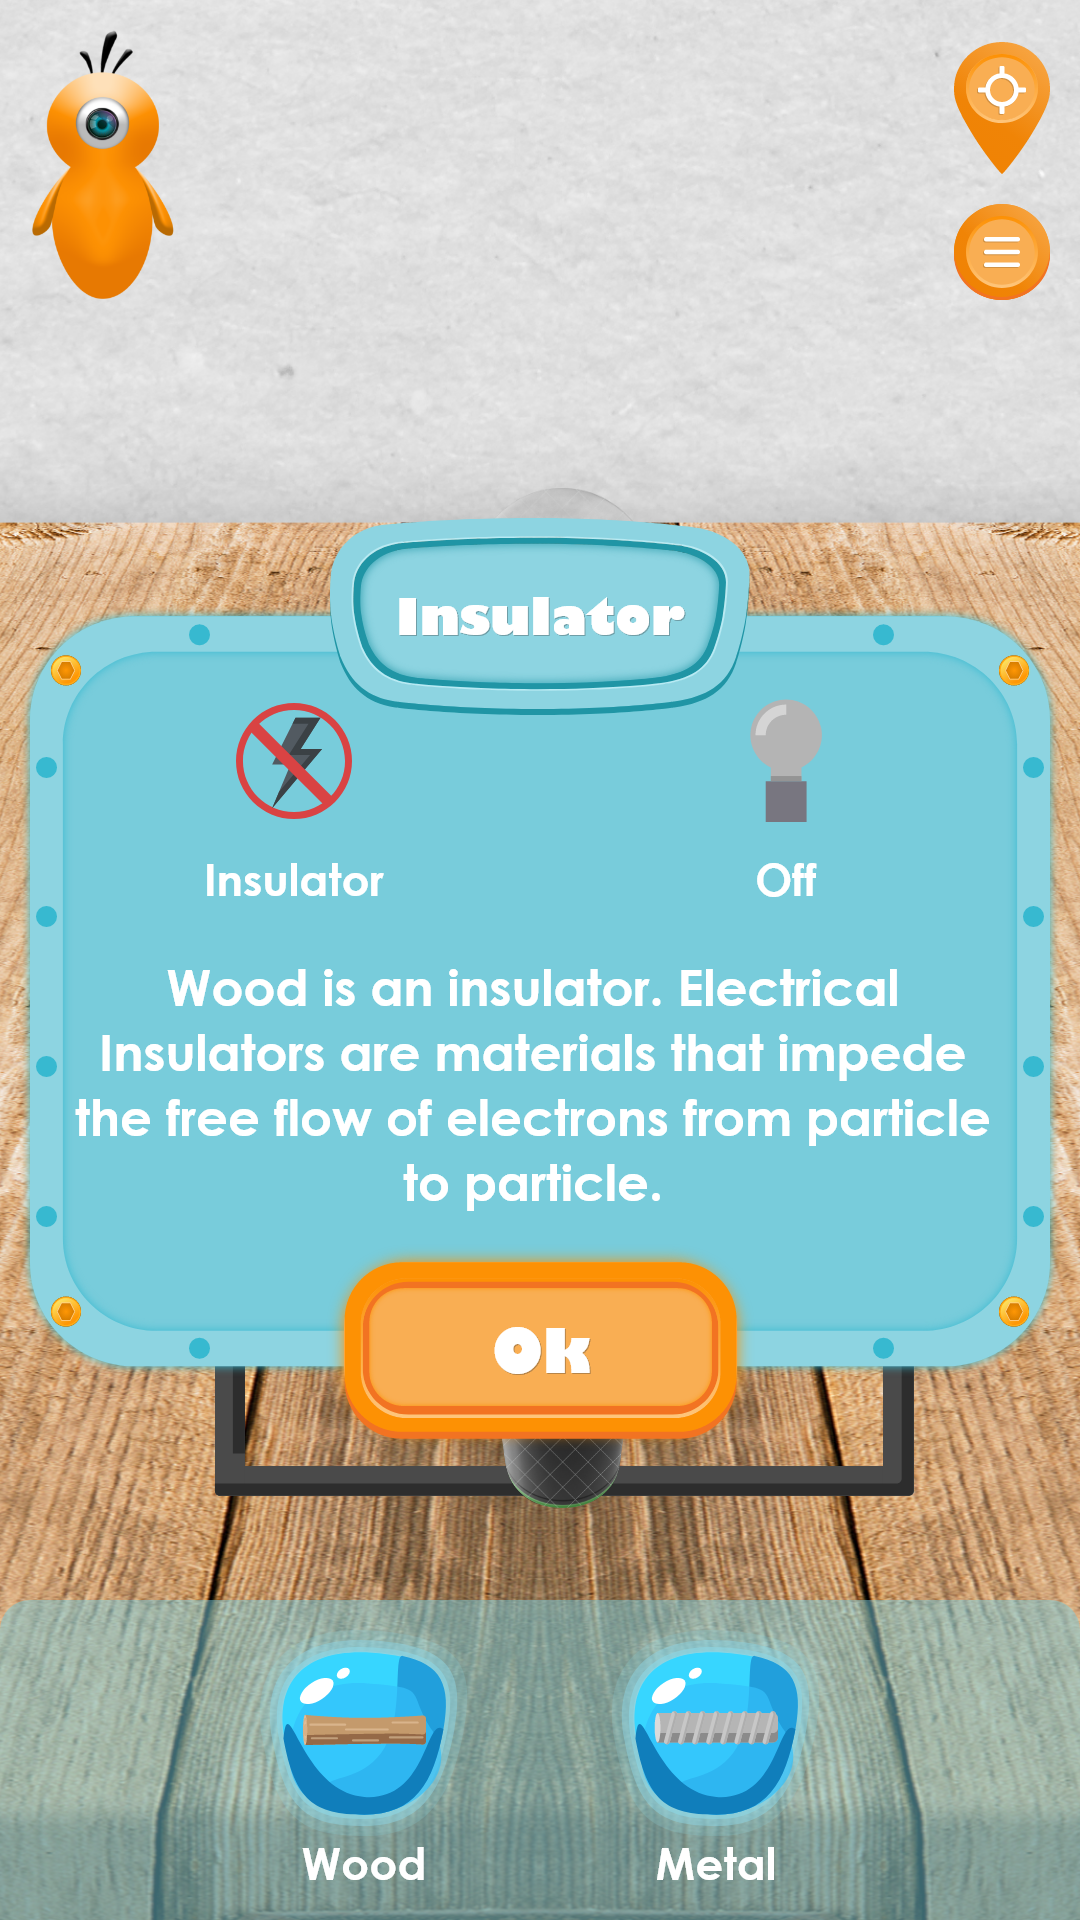 Insulator
Insulator
Off
Wood is an insulator. Electrical
Insulators are materials that impede
the free flow of electrons from particle
to particle.
Ok
Wood
Metal